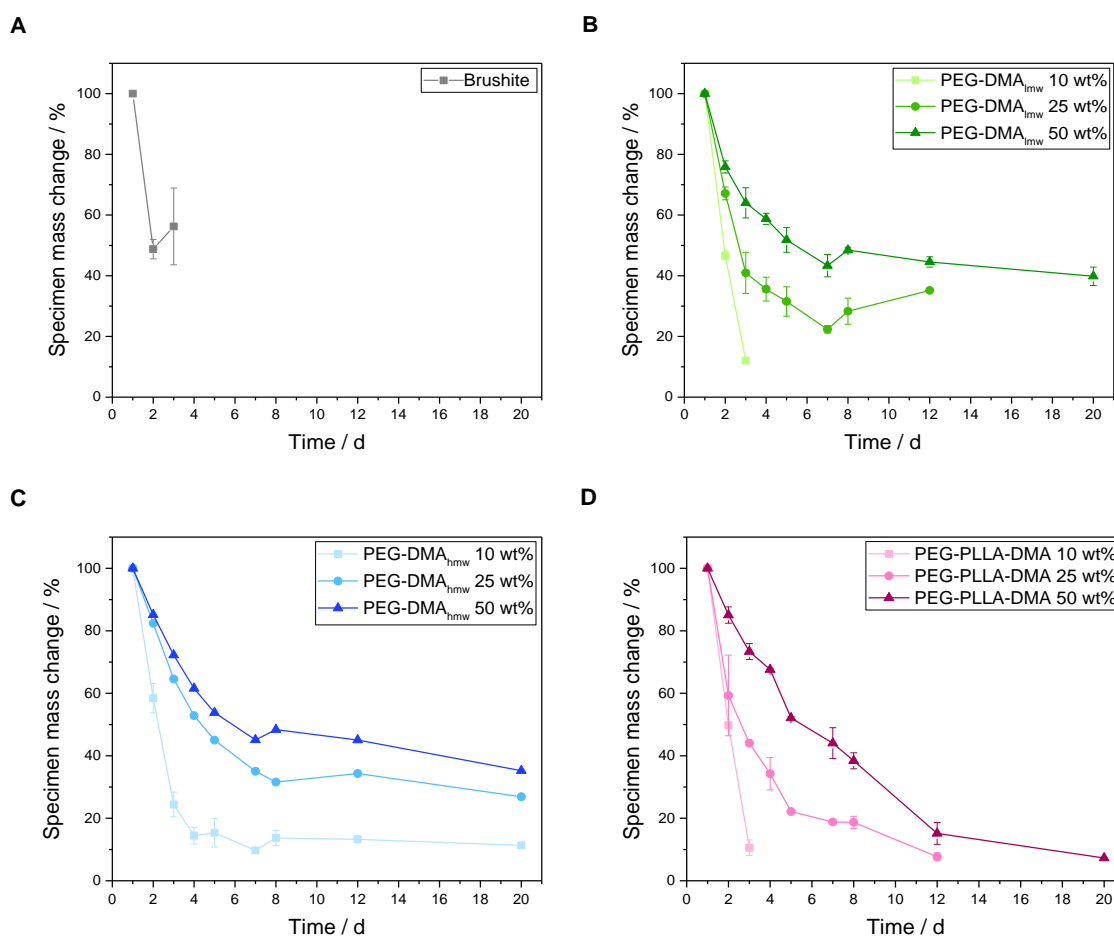 A
Brushite
Specimen mass change / %
100
80
60
40
20
0
0 2 4 6 8 10 12 14 16 18 20
Time / d
B
PEG-DMA_lmw 10 wt%
PEG-DMA_lmw 25 wt%
PEG-DMA_lmw 50 wt%
Specimen mass change / %
100
80
60
40
20
0
0 2 4 6 8 10 12 14 16 18 20
Time / d
C
PEG-DMA_hmw 10 wt%
PEG-DMA_hmw 25 wt%
PEG-DMA_hmw 50 wt%
Specimen mass change / %
100
80
60
40
20
0
0 2 4 6 8 10 12 14 16 18 20
Time / d
D
PEG-PLLA-DMA 10 wt%
PEG-PLLA-DMA 25 wt%
PEG-PLLA-DMA 50 wt%
Specimen mass change / %
100
80
60
40
20
0
0 2 4 6 8 10 12 14 16 18 20
Time / d